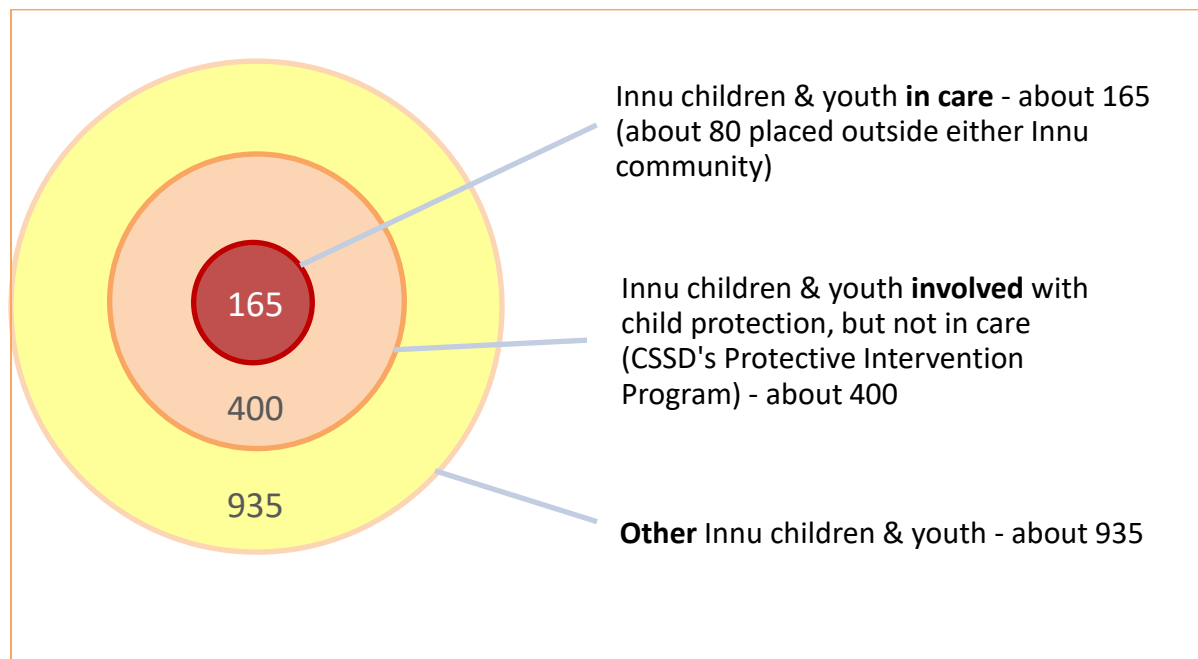 Innu children & youth in care - about 165
(about 80 placed outside either Innu
community)
165
Innu children & youth involved with
child protection, but not in care
(CSSD's Protective Intervention
Program) - about 400
400
935
Other Innu children & youth - about 935